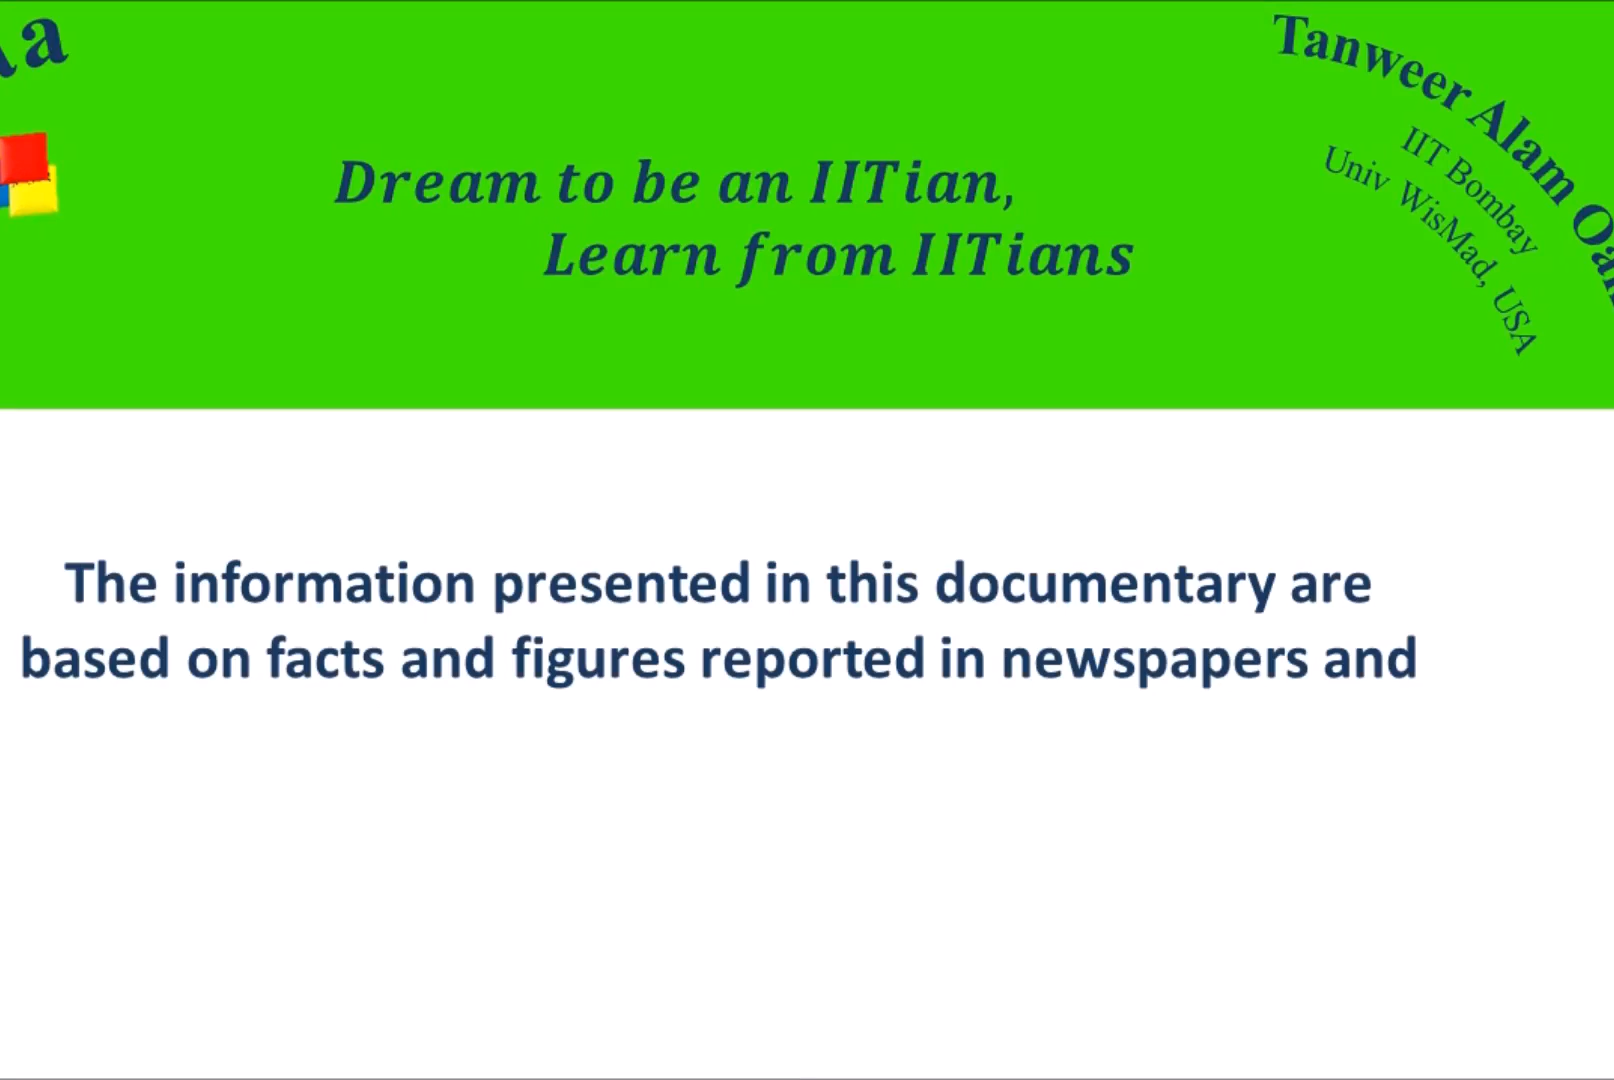 Dream to be an IITian,
Learn from IITians
Tanweer Alam
IIT Bombay
Univ WisMad, USA
The information presented in this documentary are
based on facts and figures reported in newspapers and